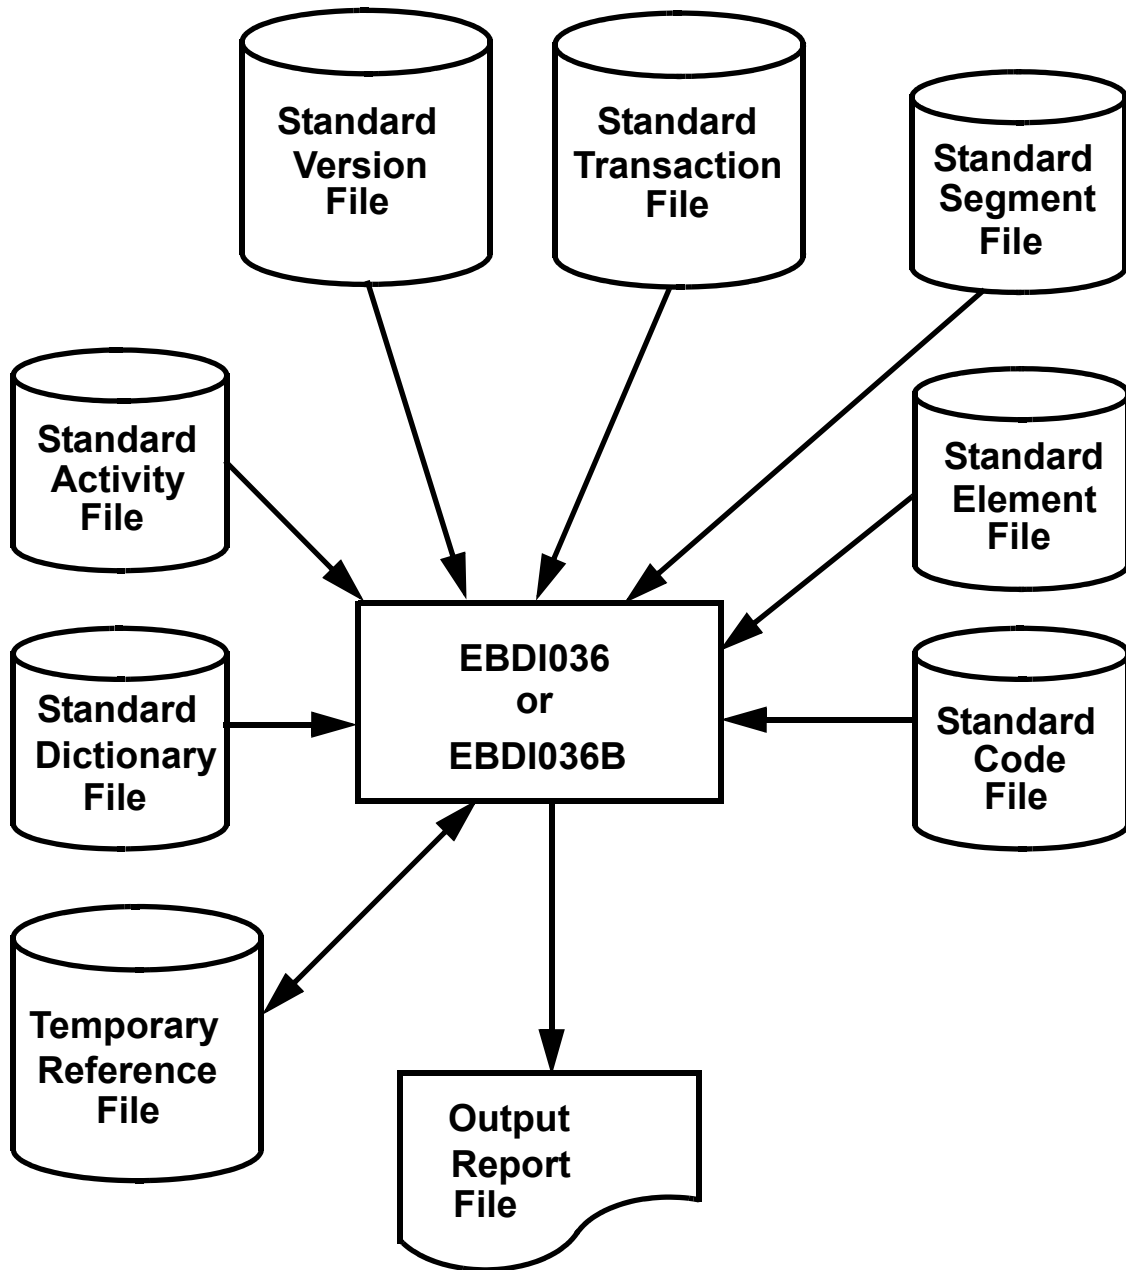 Standard
Version
File
Standard
Transaction
File
Standard
Segment
File
Standard
Activity
File
Standard
Element
File
EBDI036
or
EBDI036B
Standard
Dictionary
File
Standard
Code
File
Temporary
Reference
File
Output
Report
File